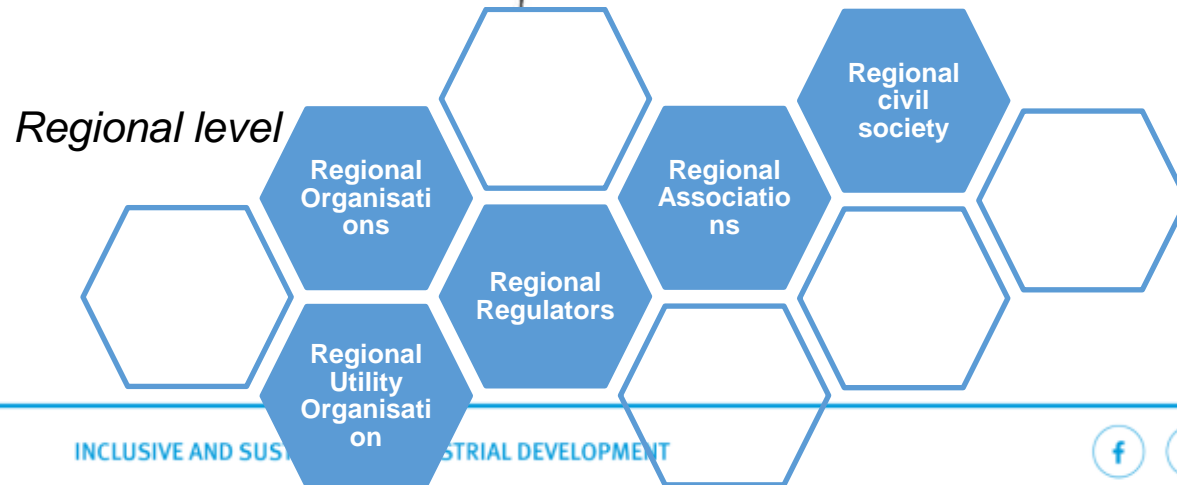 Regional level
Regional
Organisati
ons
Regional
Utility
Organisati
on
Regional
Regulators
Regional
Associatio
ns
Regional
civil
society
INCLUSIVE AND SUST STRIAL DEVELOPMENT
f